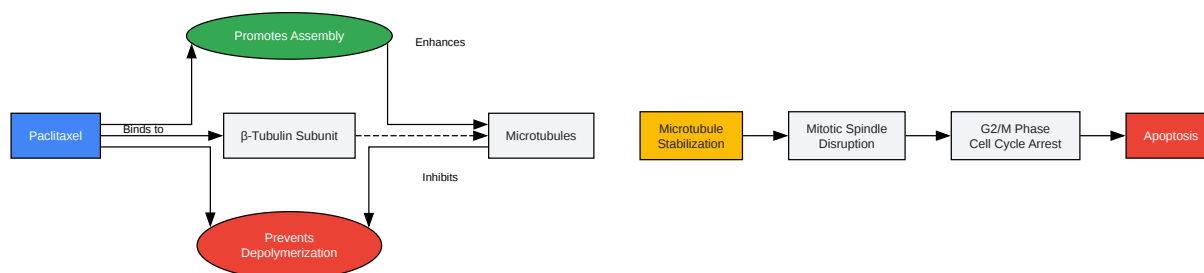 Promotes Assembly
Enhances
Paclitaxel
Binds to
β-Tubulin Subunit
Microtubules
Inhibits
Prevents
Depolymerization
Microtubule
Stabilization
Mitotic Spindle
Disruption
G2/M Phase
Cell Cycle Arrest
Apoptosis